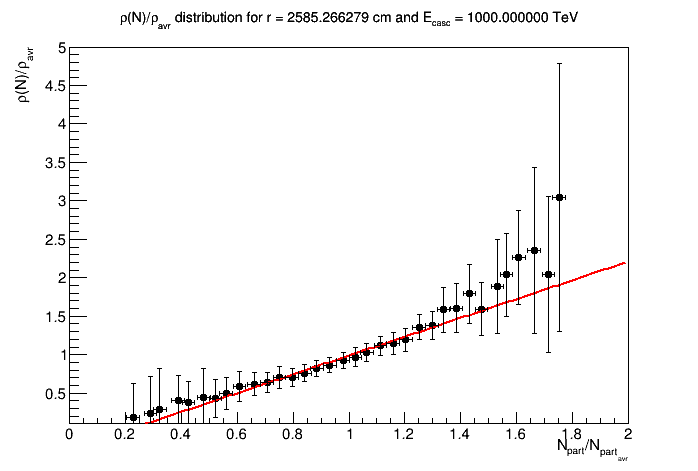 ρ(N)/ρavr distribution for r = 2585.266279 cm and Ecasc = 1000.000000 TeV
ρ(N)/ρavr
5
4.5
4
3.5
3
2.5
2
1.5
1
0.5
0 0.2 0.4 0.6 0.8 1 1.2 1.4 1.6 1.8 2
Npart/Npartavr